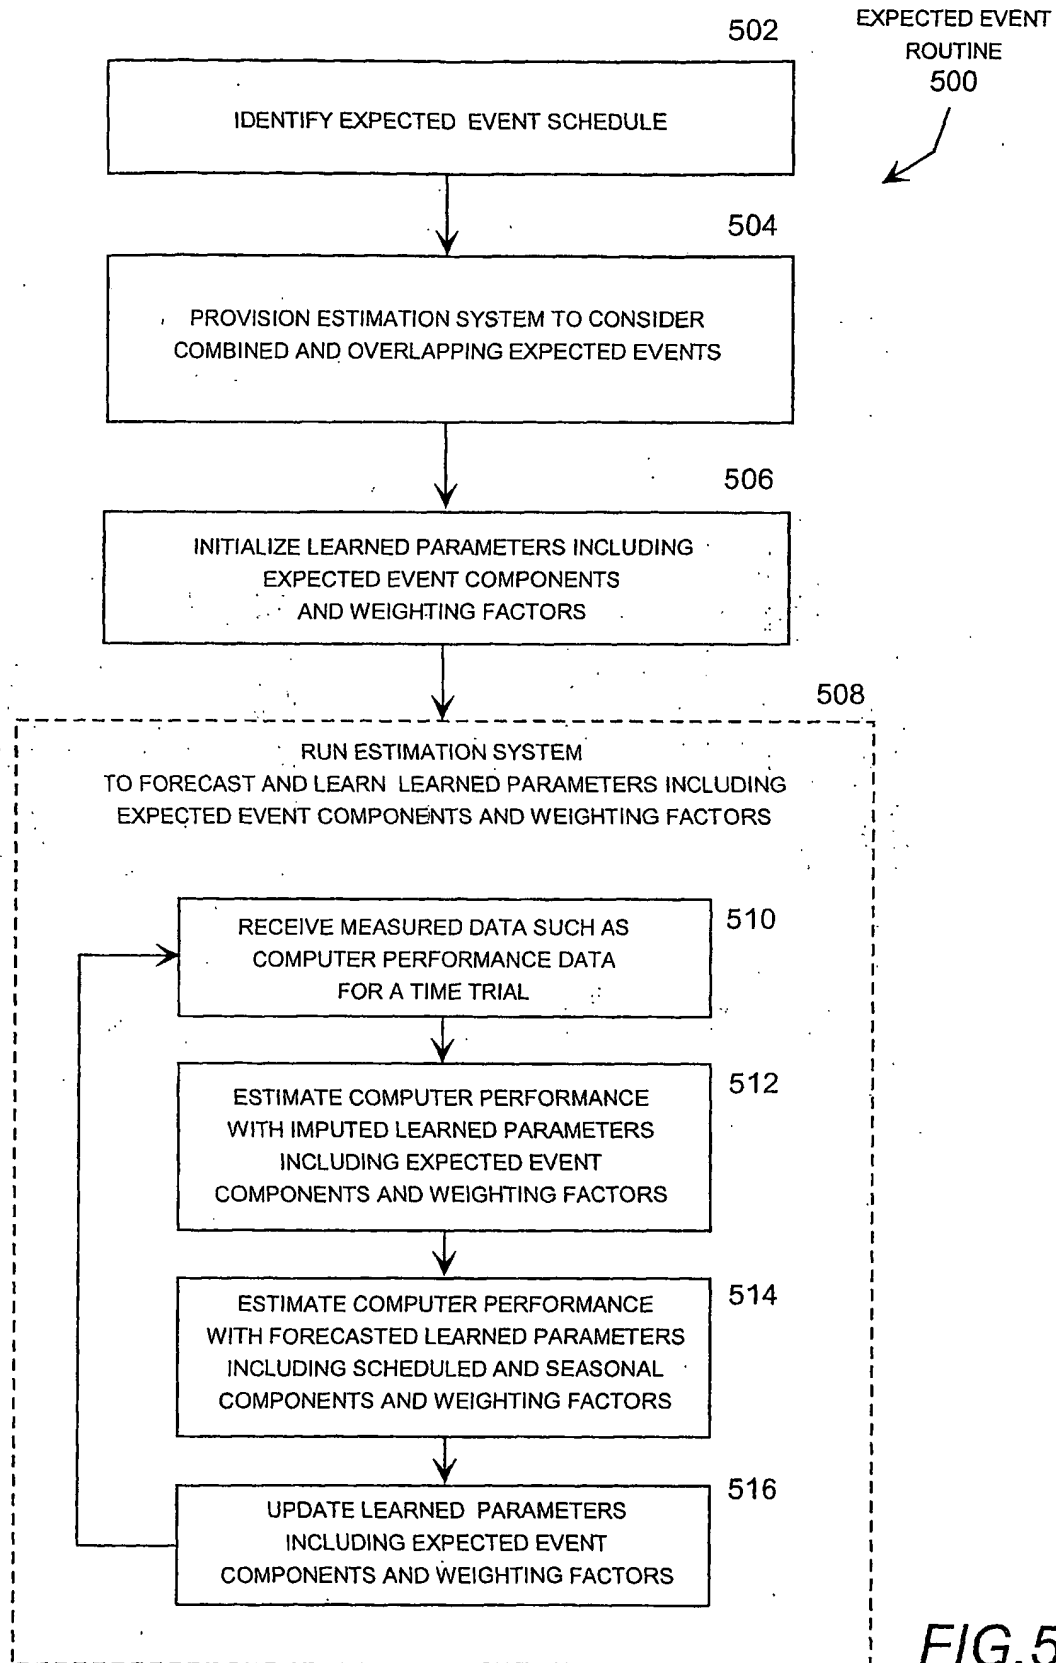 EXPECTED EVENT
ROUTINE
500
502
IDENTIFY EXPECTED EVENT SCHEDULE
504
PROVISION ESTIMATION SYSTEM TO CONSIDER
COMBINED AND OVERLAPPING EXPECTED EVENTS
506
INITIALIZE LEARNED PARAMETERS INCLUDING
EXPECTED EVENT COMPONENTS
AND WEIGHTING FACTORS
508
RUN ESTIMATION SYSTEM
TO FORECAST AND LEARN LEARNED PARAMETERS INCLUDING
EXPECTED EVENT COMPONENTS AND WEIGHTING FACTORS
510
RECEIVE MEASURED DATA SUCH AS
COMPUTER PERFORMANCE DATA
FOR A TIME TRIAL
512
ESTIMATE COMPUTER PERFORMANCE
WITH IMPUTED LEARNED PARAMETERS
INCLUDING EXPECTED EVENT
COMPONENTS AND WEIGHTING FACTORS
514
ESTIMATE COMPUTER PERFORMANCE
WITH FORECASTED LEARNED PARAMETERS
INCLUDING SCHEDULED AND SEASONAL
COMPONENTS AND WEIGHTING FACTORS
516
UPDATE LEARNED PARAMETERS
INCLUDING EXPECTED EVENT
COMPONENTS AND WEIGHTING FACTORS
FIG.5